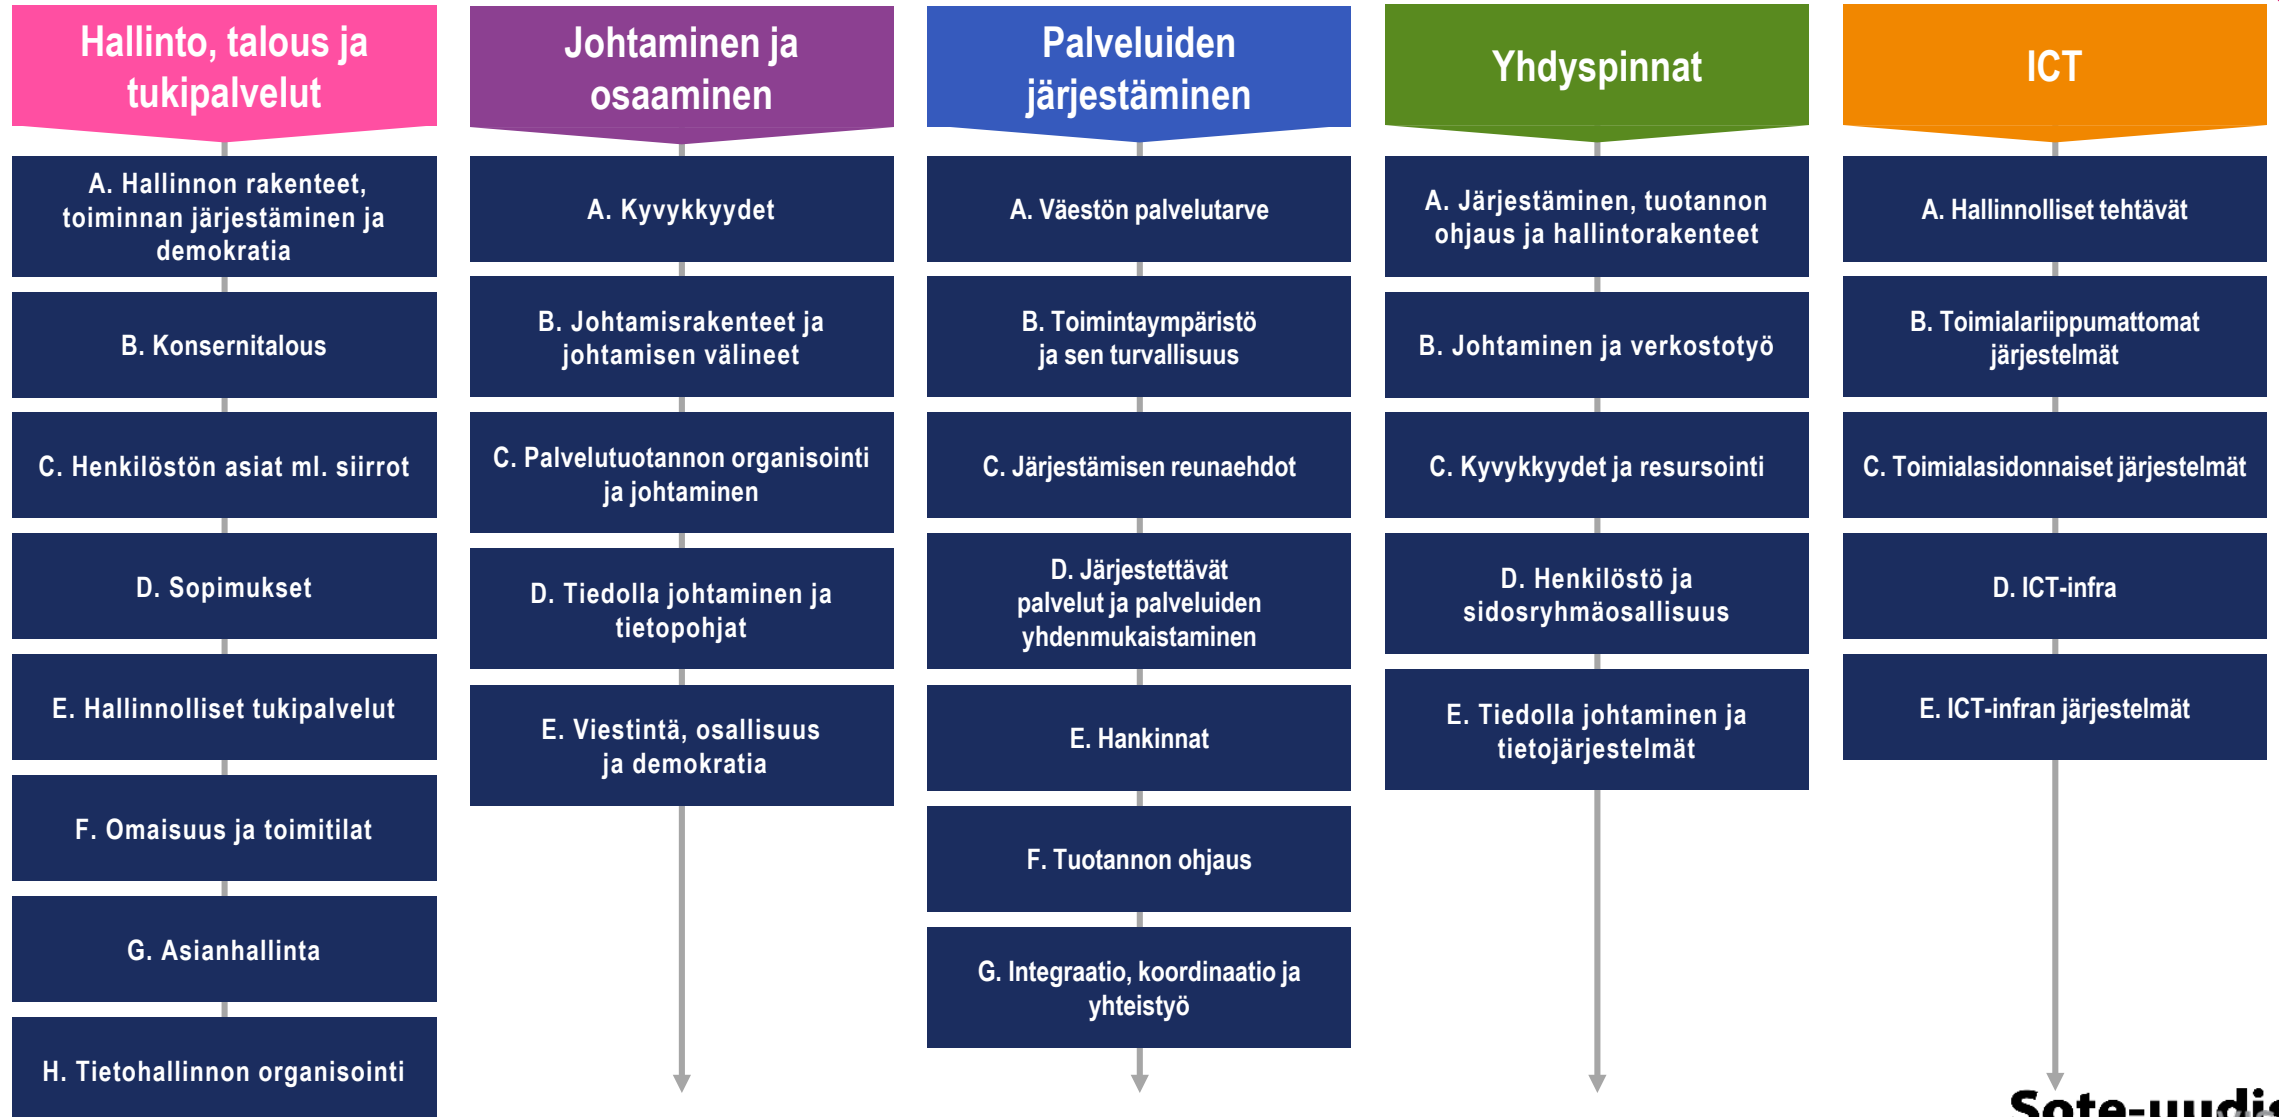 Hallinto, talous ja
tukipalvelut
A. Hallinnon rakenteet,
toiminnan järjestäminen ja
demokratia
B. Konsernitalous
C. Henkilöstön asiat ml. siirrot
D. Sopimukset
E. Hallinnolliset tukipalvelut
F. Omaisuus ja toimitilat
G. Asianhallinta
H. Tietohallinnon organisointi
Johtaminen ja
osaaminen
A. Kyvykkyydet
B. Johtamisrakenteet ja
johtamisen välineet
C. Palvelutuotannon organisointi
ja johtaminen
D. Tiedolla johtaminen ja
tietopohjat
E. Viestintä, osallisuus
ja demokratia
Palveluiden
järjestäminen
A. Väestön palvelutarve
B. Toimintaympäristö
ja sen turvallisuus
C. Järjestämisen reunaehdot
D. Järjestettävät
palvelut ja palveluiden
yhdenmukaistaminen
E. Hankinnat
F. Tuotannon ohjaus
G. Integraatio, koordinaatio ja
yhteistyö
Yhdyspinnat
A. Järjestäminen, tuotannon
ohjaus ja hallintorakenteet
B. Johtaminen ja verkostotyö
C. Kyvykkyydet ja resursointi
D. Henkilöstö ja
sidosryhmäosallisuus
E. Tiedolla johtaminen ja
tietojärjestelmät
ICT
A. Hallinnolliset tehtävät
B. Toimialariippumattomat
järjestelmät
C. Toimialasidonnaiset järjestelmät
D. ICT-infra
E. ICT-infran järjestelmät